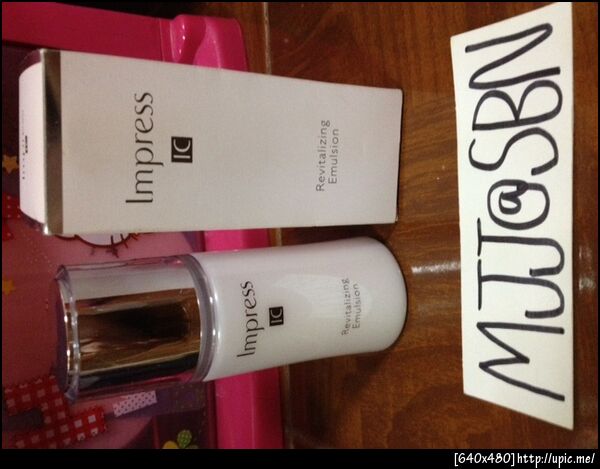 Impress
IC
Revitalizing
Emulsion
Impress
IC
Revitalizing
Emulsion
MJJ@SBN
[640x480]http://upic.me/